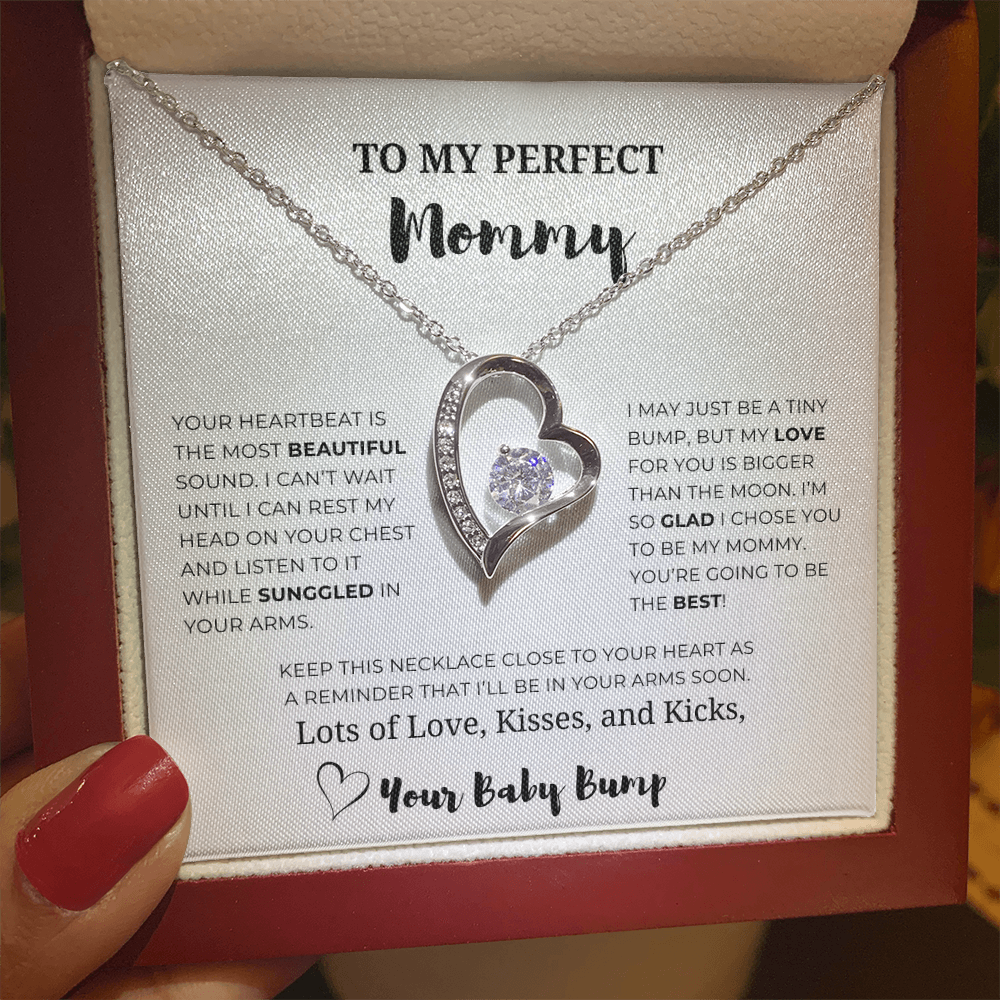 TO MY PERFECT
Mommy
YOUR HEARTBEAT IS
THE MOST BEAUTIFUL
SOUND. I CAN'T WAIT
UNTIL I CAN REST MY
HEAD ON YOUR CHEST
AND LISTEN TO IT
WHILE SUNGGLED IN
YOUR ARMS.
I MAY JUST BE A TINY
BUMP, BUT MY LOVE
FOR YOU IS BIGGER
THAN THE MOON. I'M
SO GLAD I CHOSE YOU
TO BE MY MOMMY.
YOU'RE GOING TO BE
THE BEST!
KEEP THIS NECKLACE CLOSE TO YOUR HEART AS
A REMINDER THAT I'LL BE IN YOUR ARMS SOON.
Lots of Love, Kisses, and Kicks,
Your Baby Bump